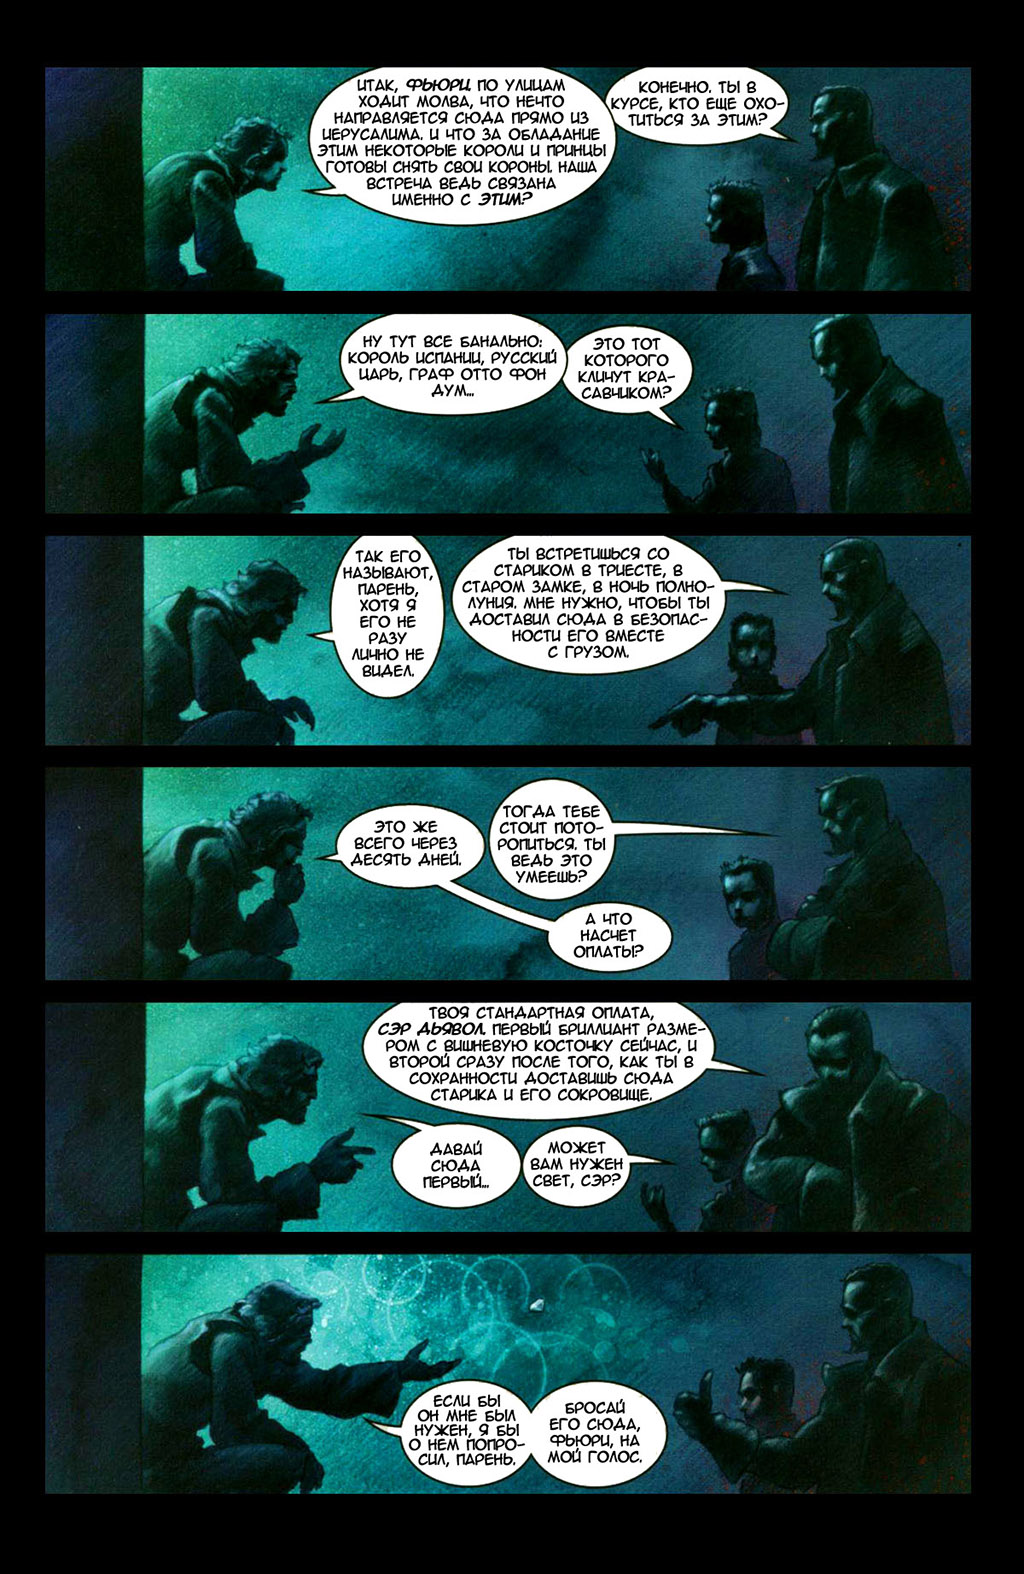 ИТАК, ФЬЮРИ. ПО УЛИЦАМ
ХОДИТ МОЛВА, ЧТО НЕЧТО
НАПРАВЛЯЕТСЯ СЮДА ПРЯМО ИЗ
ИЕРУСАЛИМА. И ЧТО ЗА ОБЛАДАНИЕ
ЭТИМ НЕКОТОРЫЕ КОРОЛИ И ПРИНЦЫ
ГОТОВЫ СНЯТЬ СВОИ КОРОНЫ. НАША
ВСТРЕЧА ВЕДЬ СВЯЗАНА
ИМЕННО С ЭТИМ?
КОНЕЧНО. ТЫ В
КУРСЕ, КТО ЕЩЕ ОХО-
ТИТЬСЯ ЗА ЭТИМ?
НУ ТУТ ВСЕ БАНАЛЬНО:
КОРОЛЬ ИСПАНИИ, РУССКИЙ
ЦАРЬ, ГРАФ ОТТО ФОН
ДУМ...
ЭТО ТОТ
КОТОРОГО
КЛИЧУТ КРА-
САВЧИКОМ?
ТАК ЕГО
НАЗЫВАЮТ,
ПАРЕНЬ,
ХОТЯ Я
ЕГО НЕ
РАЗУ
ЛИЧНО НЕ
ВИДЕЛ.
ТЫ ВСТРЕТИШЬСЯ СО
СТАРИКОМ В ТРИЕСТЕ, В
СТАРОМ ЗАМКЕ, В НОЧЬ ПОЛНО-
ЛУНИЯ. МНЕ НУЖНО, ЧТОБЫ ТЫ
ДОСТАВИЛ СЮДА В БЕЗОПАС-
НОСТИ ЕГО ВМЕСТЕ
С ГРУЗОМ.
ЭТО ЖЕ
ВСЕГО ЧЕРЕЗ
ДЕСЯТЬ ДНЕЙ.
ТОГДА ТЕБЕ
СТОИТ ПОТО-
РОПИТЬСЯ. ТЫ
ВЕДЬ ЭТО
УМЕЕШЬ?
А ЧТО
НАСЧЕТ
ОПЛАТЫ?
ТВОЯ СТАНДАРТНАЯ ОПЛАТА,
СЭР ДЬЯВОЛ. ПЕРВЫЙ БРИЛЛИАНТ РАЗМЕ-
РОМ С ВИШНЕВУЮ КОСТОЧКУ СЕЙЧАС, И
ВТОРОЙ СРАЗУ ПОСЛЕ ТОГО, КАК ТЫ В
СОХРАННОСТИ ДОСТАВИШЬ СЮДА
СТАРИКА И ЕГО СОКРОВИЩЕ.
ДАВАЙ
СЮДА
ПЕРВЫЙ...
МОЖЕТ
ВАМ НУЖЕН
СВЕТ, СЭР?
ЕСЛИ БЫ
ОН МНЕ БЫЛ
НУЖЕН, Я БЫ
О НЕМ ПОПРО-
СИЛ, ПАРЕНЬ.
БРОСАЙ
ЕГО СЮДА,
ФЬЮРИ, НА
МОЙ ГОЛОС.